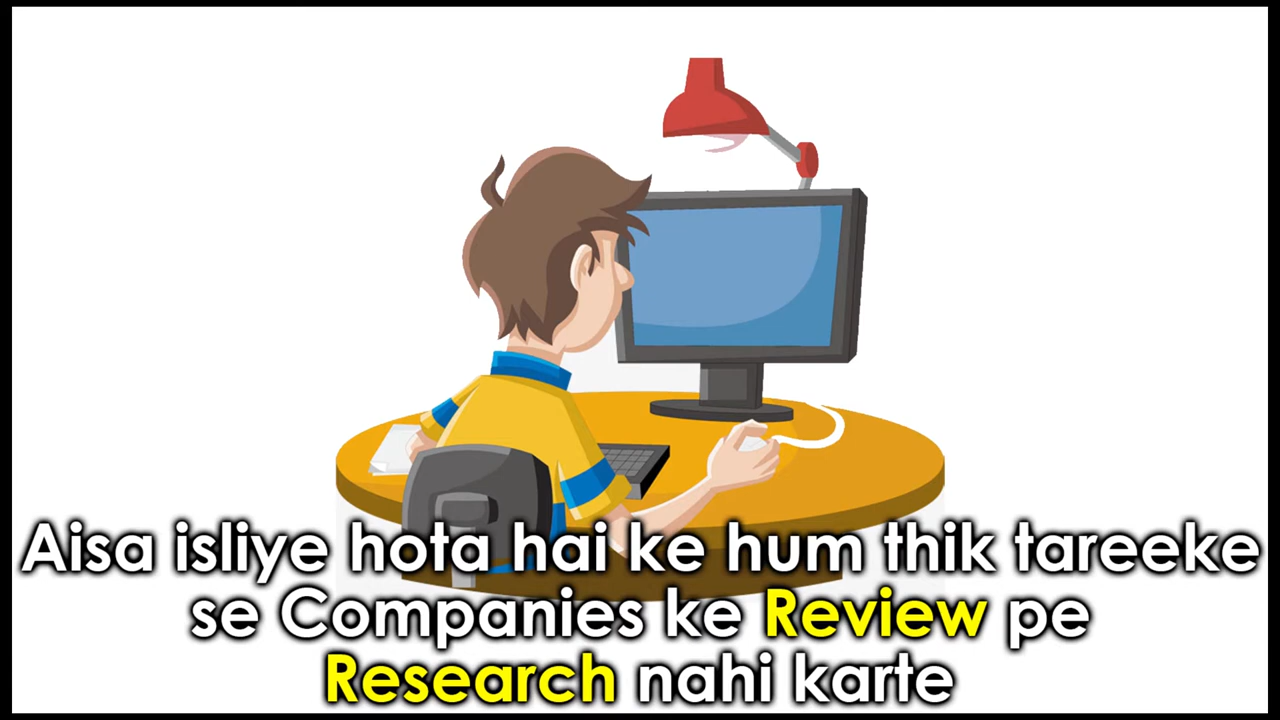 Aisa isliye hota hai ke hum thik tareeke
se Companies ke Review pe
Research nahi karte